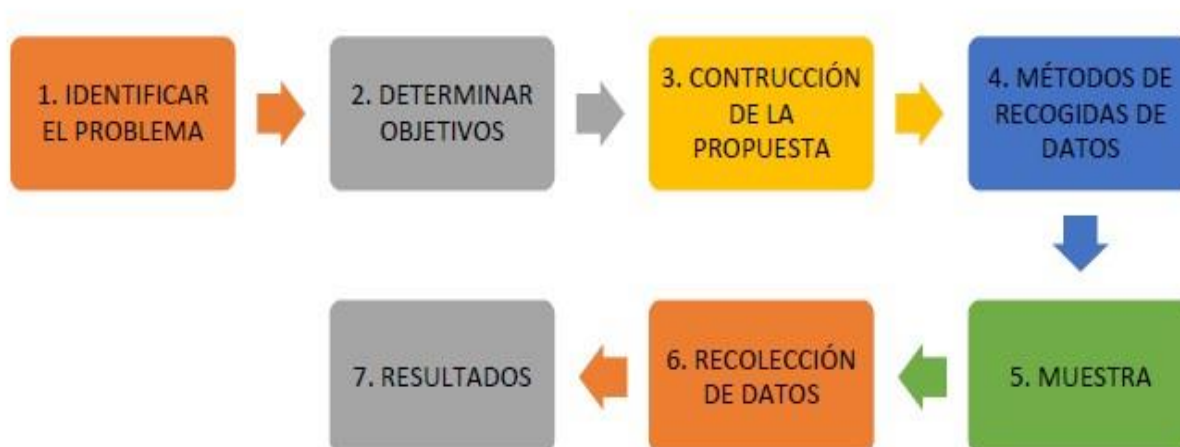 1. IDENTIFICAR
EL PROBLEMA
2. DETERMINAR
OBJETIVOS
3. CONTRUCCIÓN
DE LA
PROPUESTA
4. MÉTODOS DE
RECOGIDAS DE
DATOS
5. MUESTRA
6. RECOLECCIÓN
DE DATOS
7. RESULTADOS